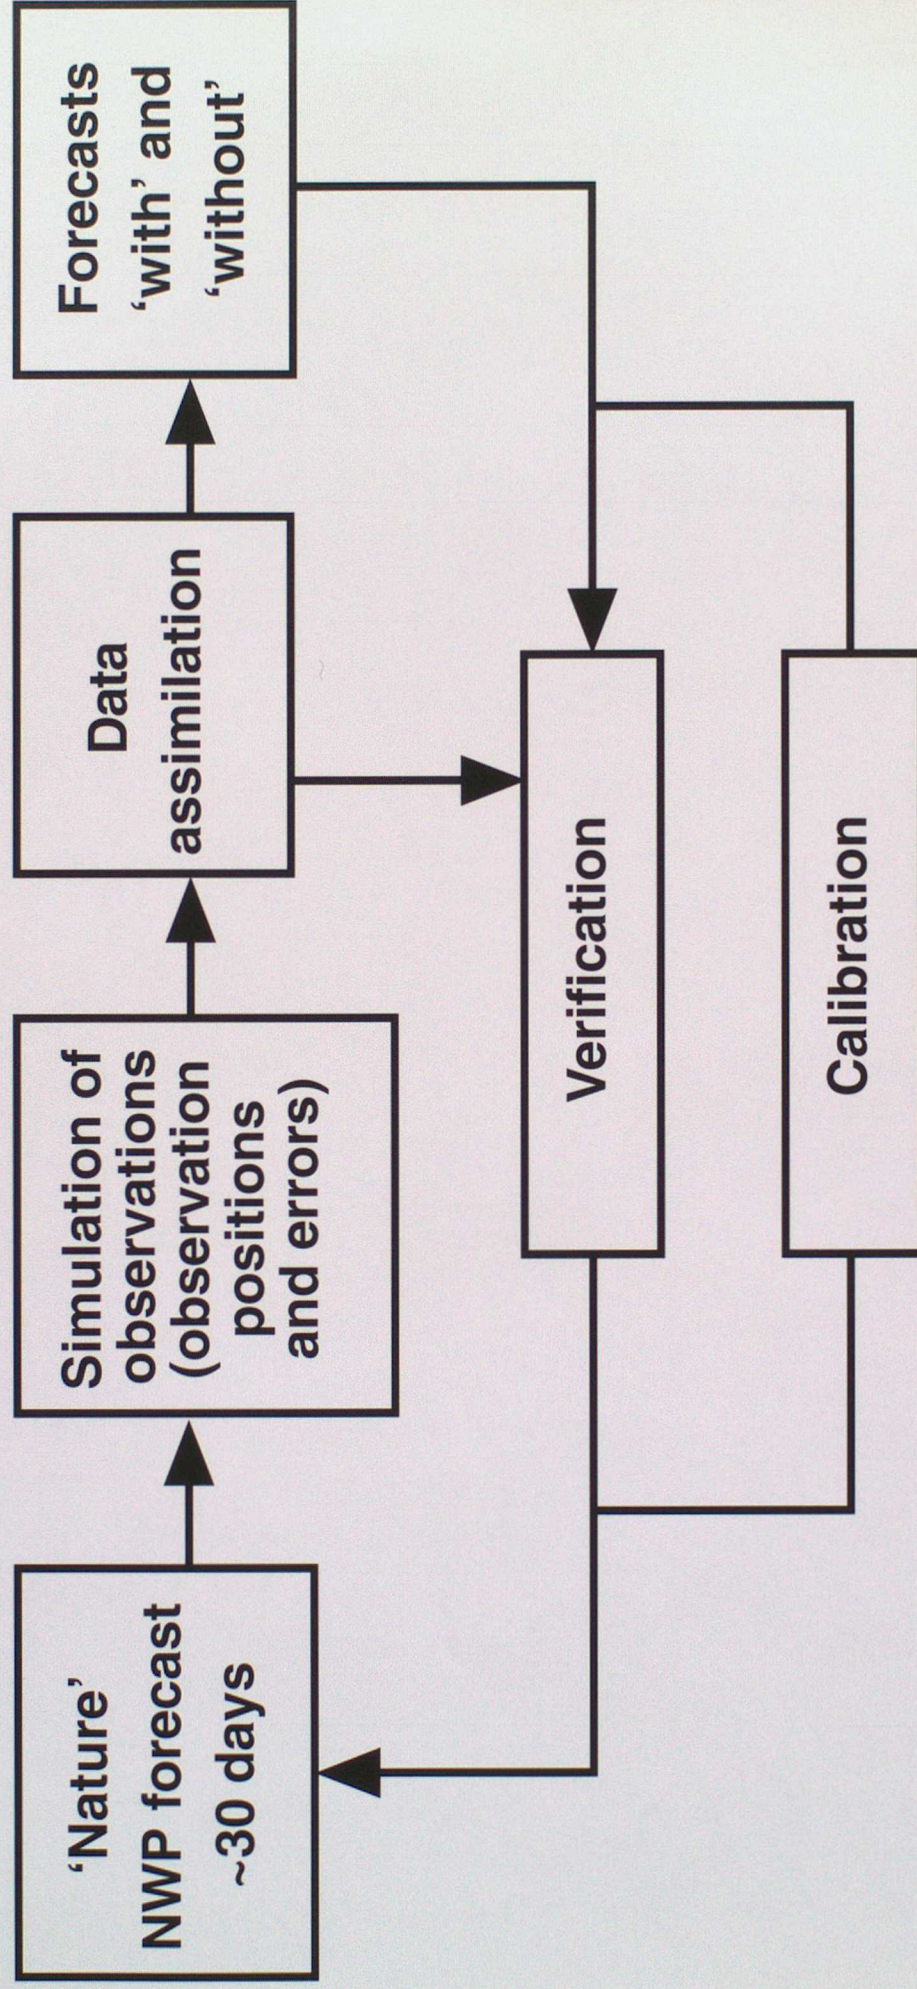 ‘Nature’
NWP forecast
~30 days
Simulation of
observations
(observation
positions
and errors)
Data
assimilation
Forecasts
‘with’ and
‘without’
Verification
Calibration